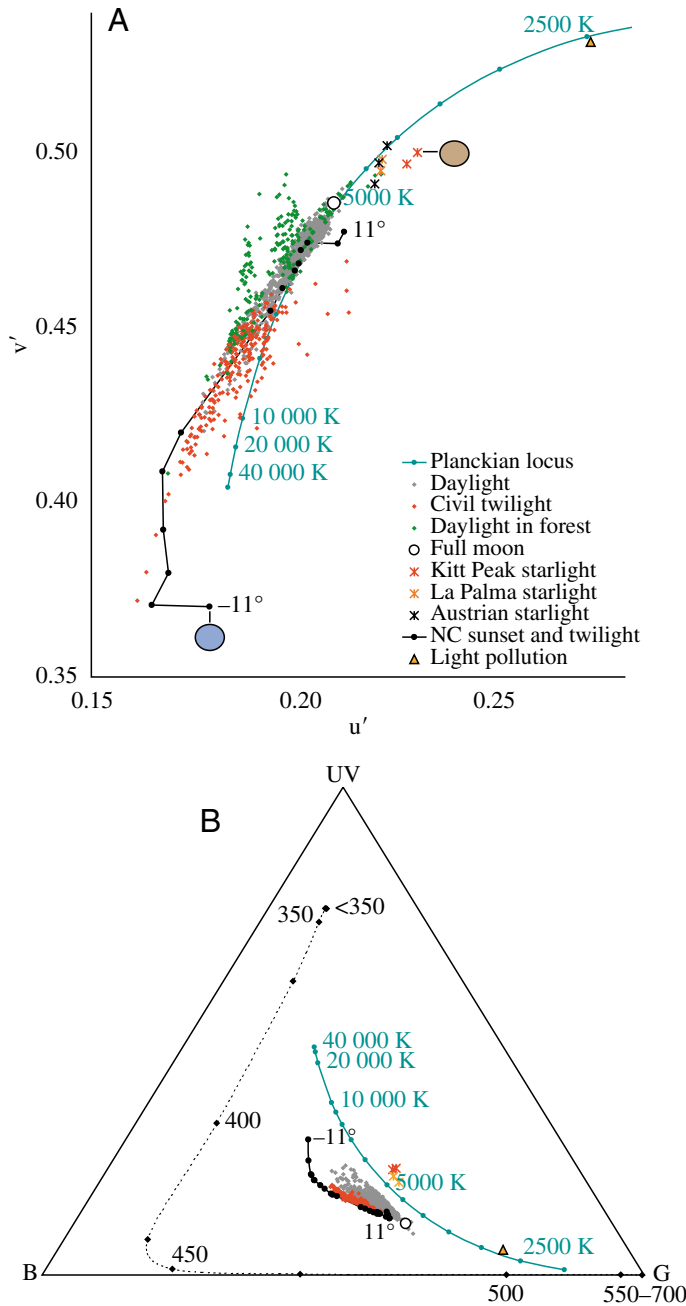 A
2500 K
0.50
5000 K
11°
0.45
v′
10 000 K
20 000 K
40 000 K
0.40
Planckian locus
Daylight
Civil twilight
Daylight in forest
Full moon
Kitt Peak starlight
La Palma starlight
Austrian starlight
NC sunset and twilight
Light pollution
–11°
0.35
0.15 0.20 0.25
u′
UV
B
350 <350
40 000 K
20 000 K
10 000 K
400
–11°
5000 K
11°
450
2500 K
B G
500 550–700